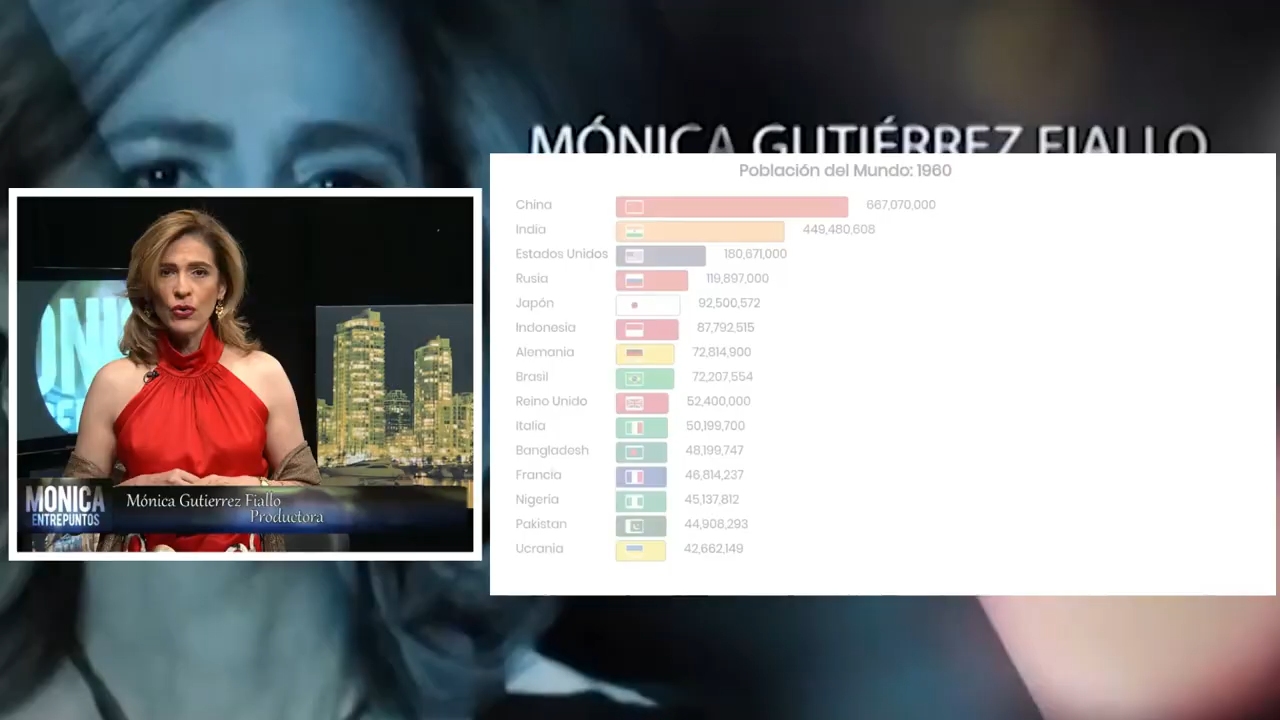 MÓNICA GUTIÉRREZ FIALLO
Población del Mundo: 1960
China 667,070,000
India 449,480,608
Estados Unidos 180,671,000
Rusia 119,897,000
Japón 92,500,572
Indonesia 87,792,515
Alemania 72,814,900
Brasil 72,207,554
Reino Unido 52,400,000
Italia 50,199,700
Bangladesh 48,199,747
Francia 46,814,237
Nigeria 45,137,812
Pakistan 44,908,293
Ucrania 42,662,149
MONICA
ENTREPUNTOS
Mónica Gutierrez Fiallo
Productora